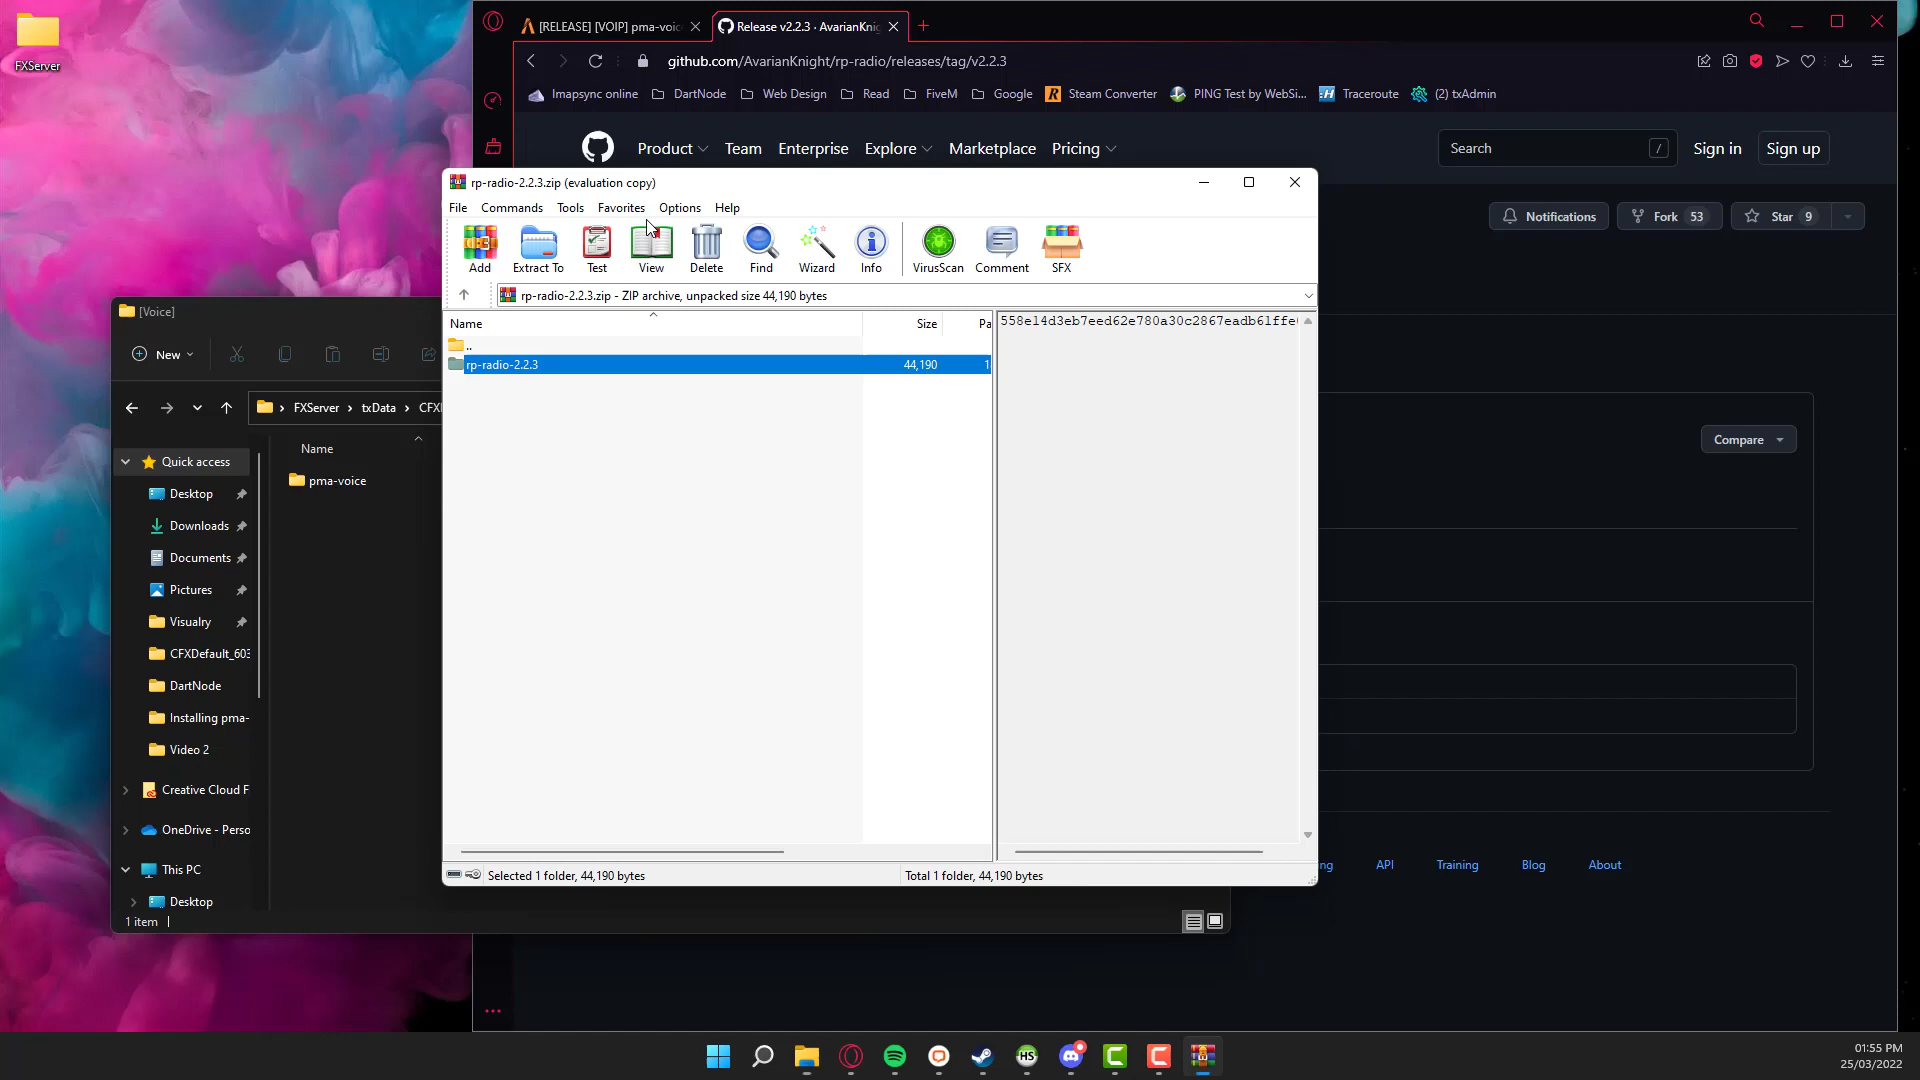 FXServer
[RELEASE] [VOIP] pma-voic
Release v2.2.3 · AvarianKnig
github.com/AvarianKnight/rp-radio/releases/tag/v2.2.3
Imapsync online
DartNode
Web Design
Read
FiveM
Google
Steam Converter
PING Test by WebSi...
Traceroute
(2) txAdmin
Product
Team
Enterprise
Explore
Marketplace
Pricing
Search
/
Sign in
Sign up
Notifications
Fork 53
Star 9
Compare
rp-radio-2.2.3.zip (evaluation copy)
File
Commands
Tools
Favorites
Options
Help
Add
Extract To
Test
View
Delete
Find
Wizard
Info
VirusScan
Comment
SFX
rp-radio-2.2.3.zip - ZIP archive, unpacked size 44,190 bytes
Name
Size
Pa
..
rp-radio-2.2.3
44,190
1
558e14d3eb7eed62e780a30c2867eadb61ffe
Selected 1 folder, 44,190 bytes
Total 1 folder, 44,190 bytes
[Voice]
New
FXServer
txData
CFXI
Name
pma-voice
Quick access
Desktop
Downloads
Documents
Pictures
Visualry
CFXDefault_603
DartNode
Installing pma-
Video 2
Creative Cloud F
OneDrive - Perso
This PC
Desktop
1 item
ng
API
Training
Blog
About
HS
01:55 PM
25/03/2022